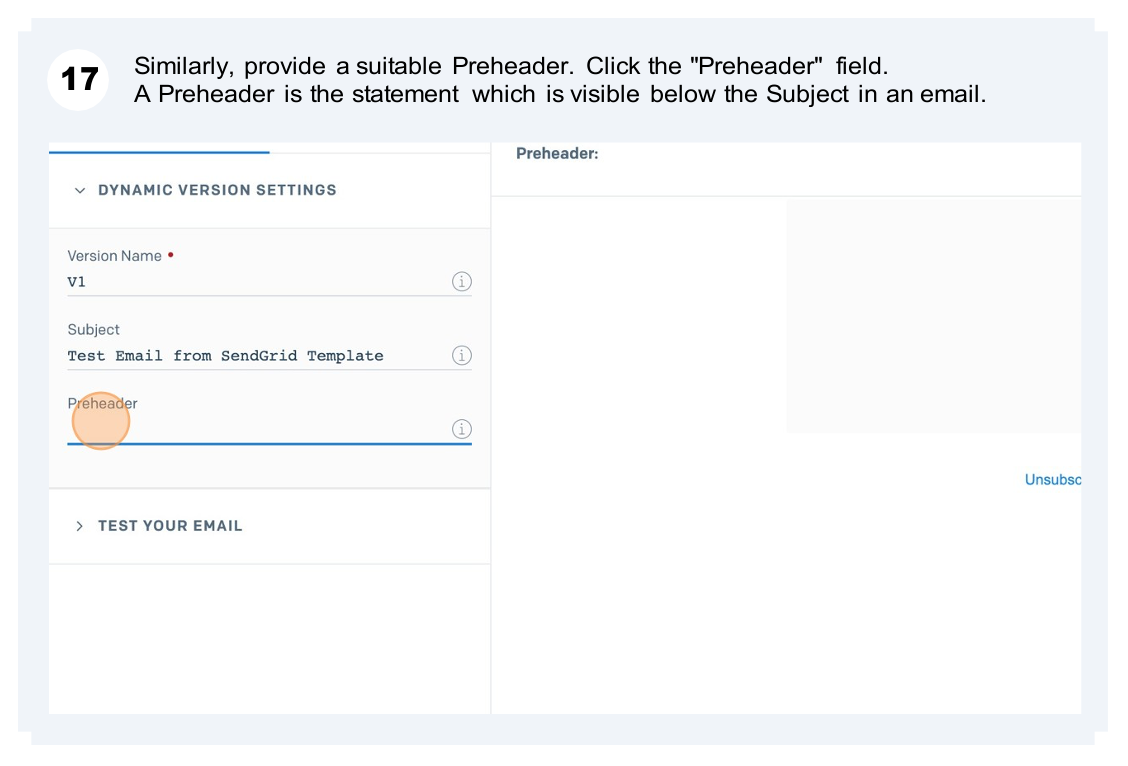 17
Similarly, provide a suitable Preheader. Click the "Preheader" field.
A Preheader is the statement which is visible below the Subject in an email.
Preheader:
DYNAMIC VERSION SETTINGS
Version Name •
V1
Subject
Test Email from SendGrid Template
Preheader
Unsubsc
TEST YOUR EMAIL